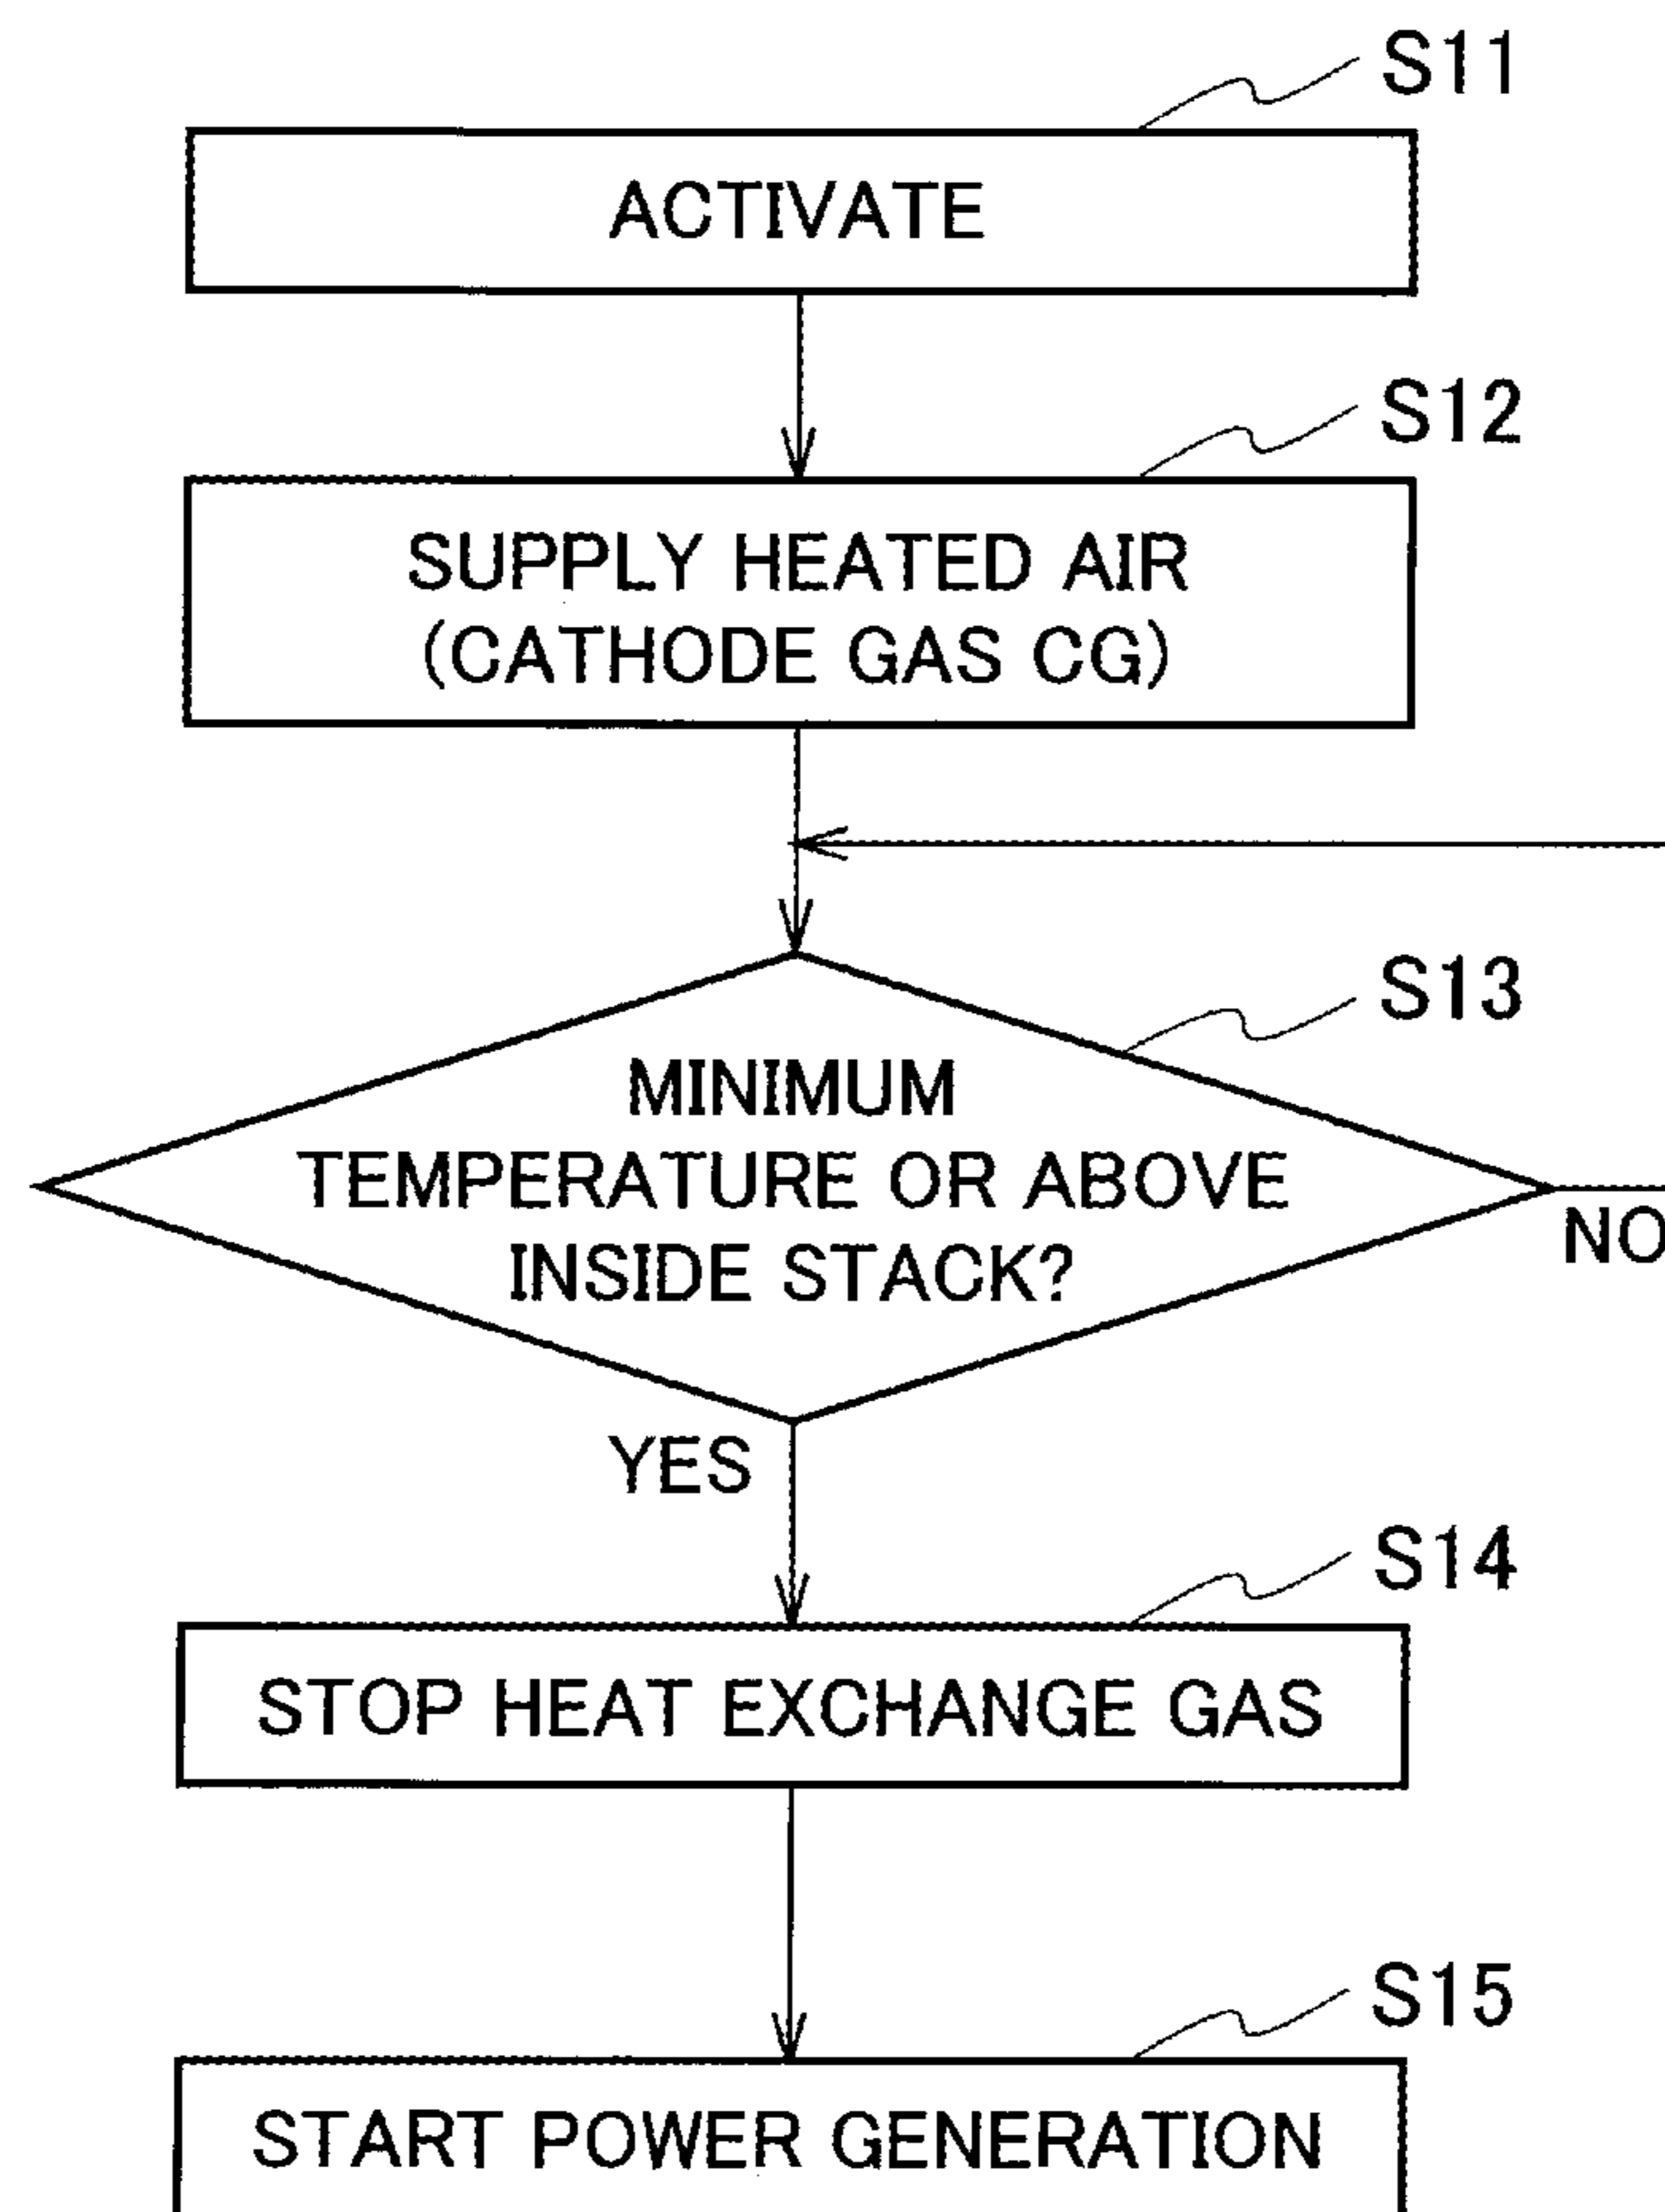 S11
ACTIVATE
S12
SUPPLY HEATED AIR
(CATHODE GAS CG)
S13
MINIMUM
TEMPERATURE OR ABOVE
INSIDE STACK?
NO
YES
S14
STOP HEAT EXCHANGE GAS
S15
START POWER GENERATION